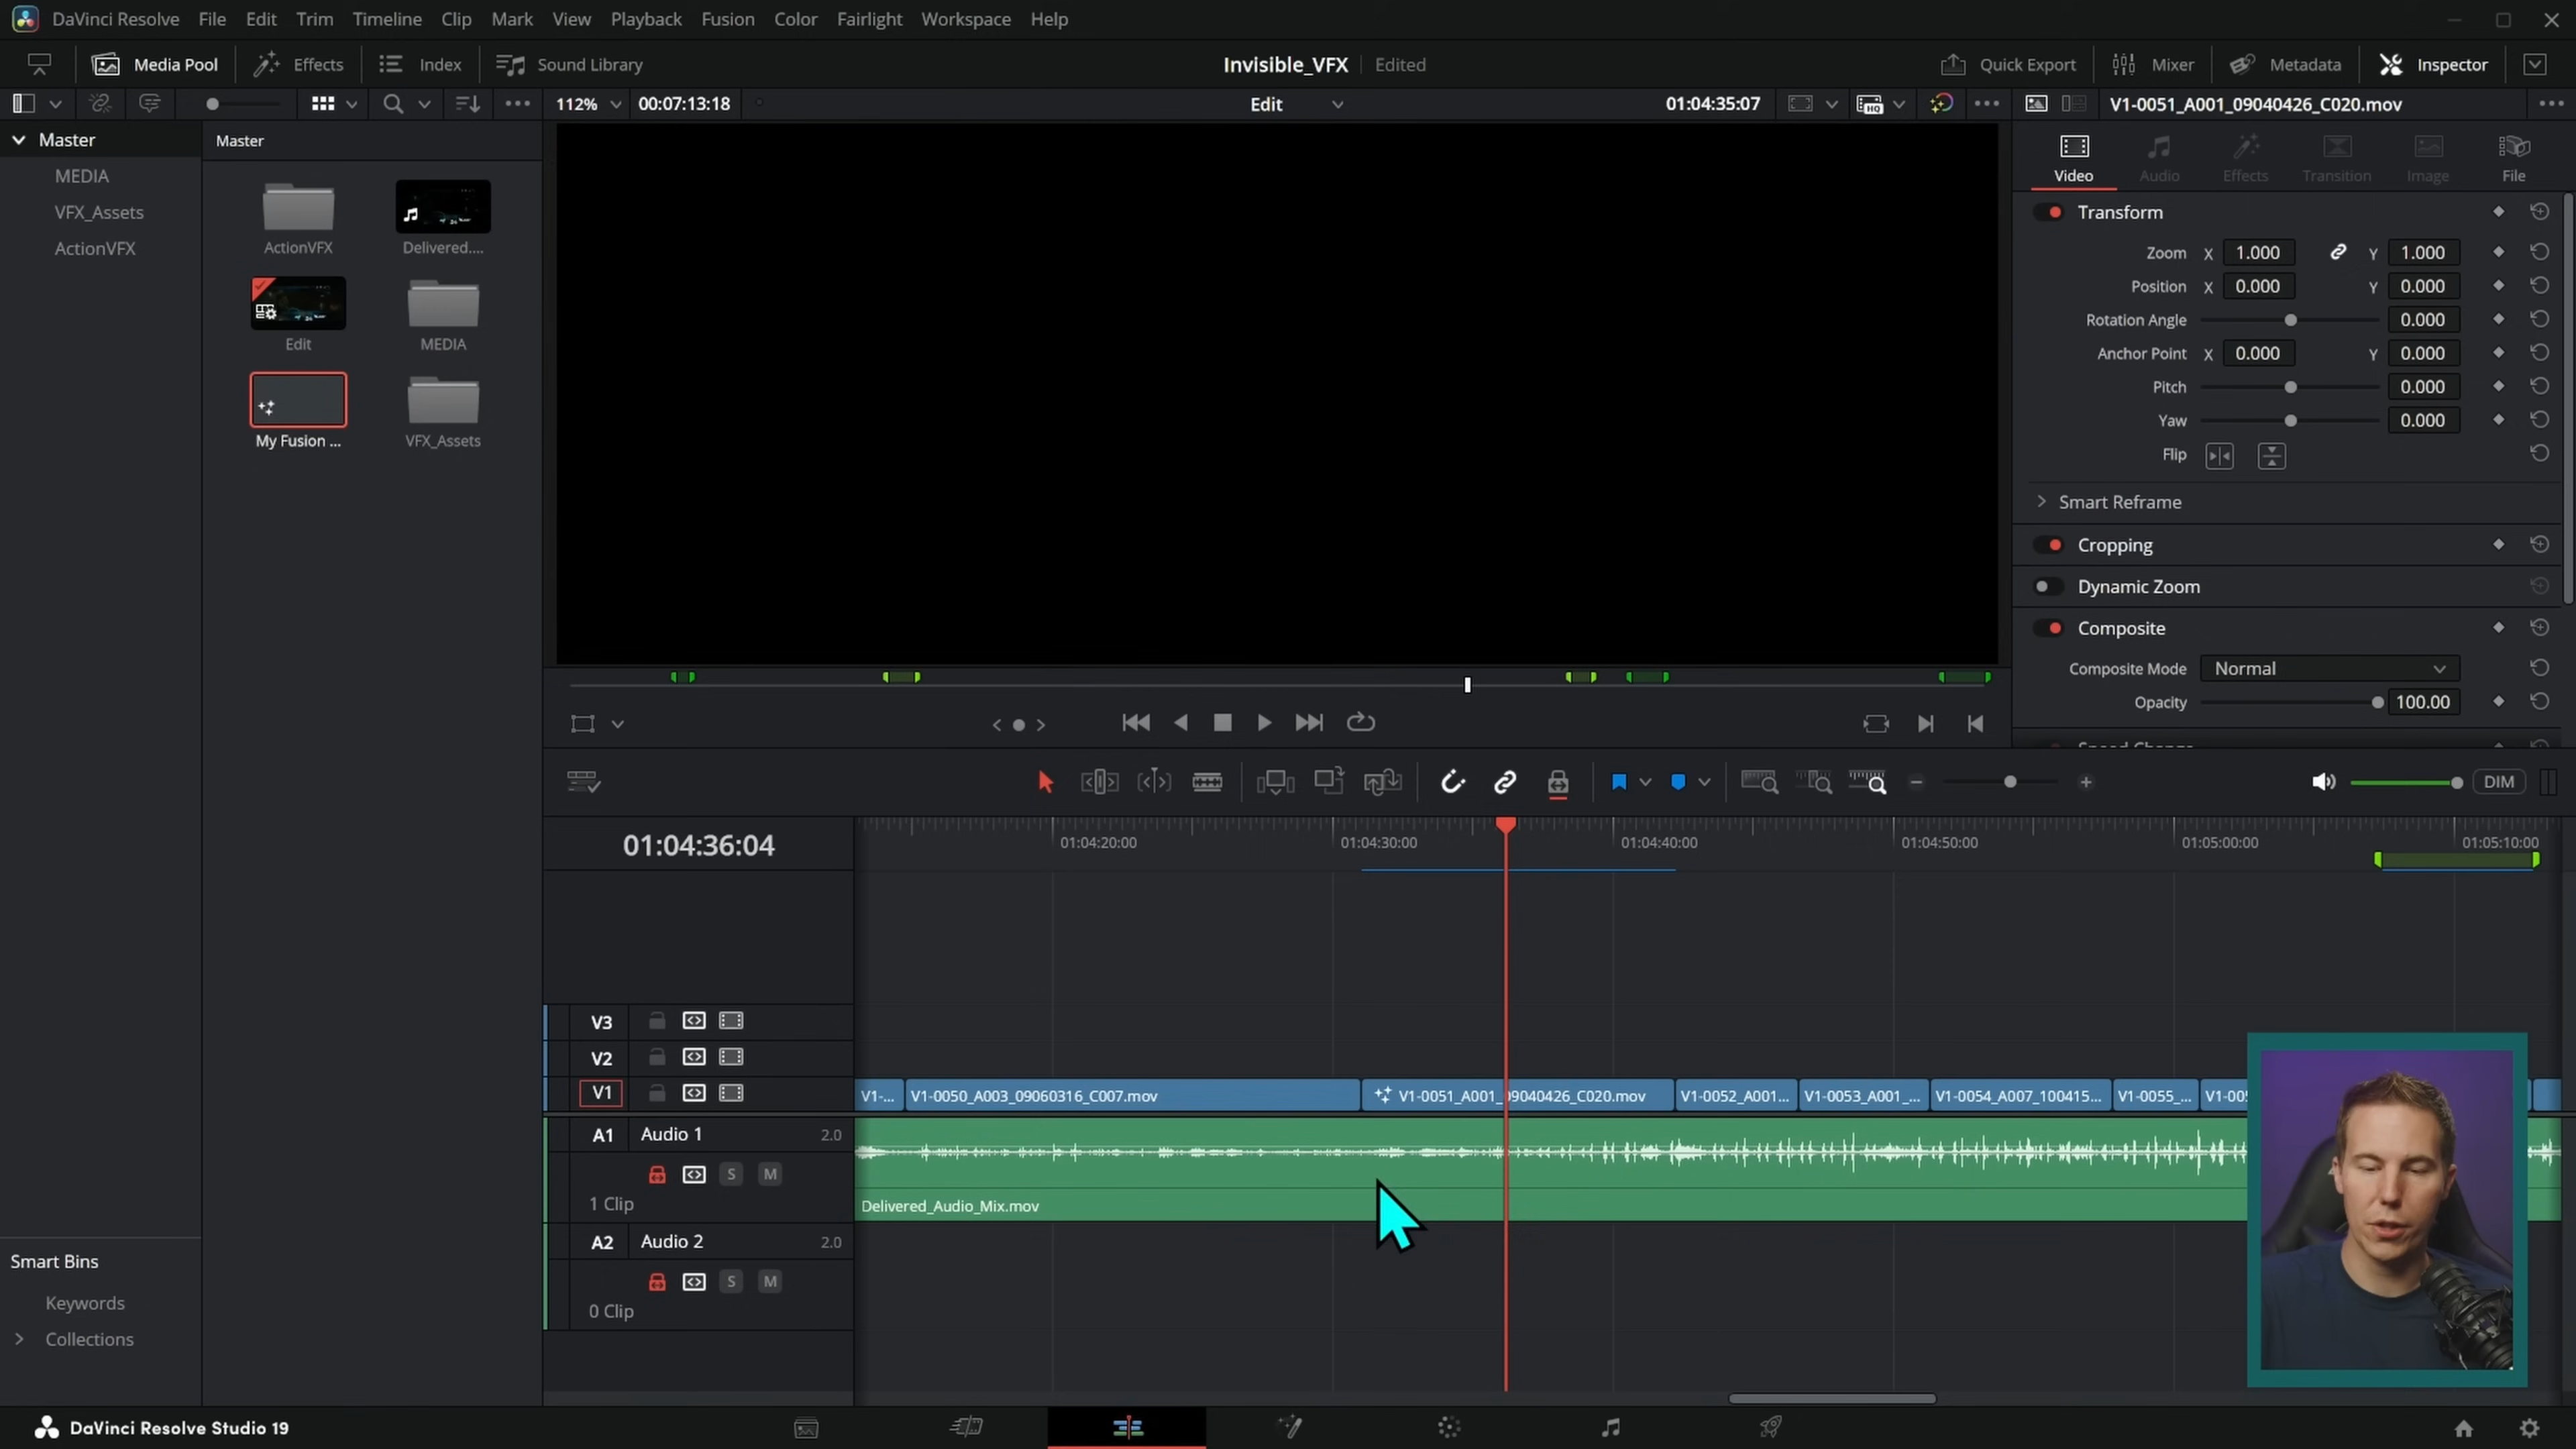 DaVinci Resolve File Edit Trim Timeline Clip Mark View Playback Fusion Color Fairlight Workspace Help
Media Pool Effects Index Sound Library Invisible_VFX Edited Quick Export Mixer Metadata Inspector
112% 00:07:13:18 Edit 01:04:35:07 V1-0051_A001_09040426_C020.mov
Master
MEDIA
VFX_Assets
ActionVFX
Master
ActionVFX Delivered....
Edit MEDIA
My Fusion ... VFX_Assets
Video Audio Effects Transition Image File
Transform
Zoom X 1.000 Y 1.000
Position X 0.000 Y 0.000
Rotation Angle 0.000
Anchor Point X 0.000 Y 0.000
Pitch 0.000
Yaw 0.000
Flip
Smart Reframe
Cropping
Dynamic Zoom
Composite
Composite Mode Normal
Opacity 100.00
DIM
01:04:36:04
01:04:20:00 01:04:30:00 01:04:40:00 01:04:50:00 01:05:00:00 01:05:10:00
V3
V2
V1
V1-... V1-0050_A003_09060316_C007.mov V1-0051_A001_09040426_C020.mov V1-0052_A001... V1-0053_A001_... V1-0054_A007_100415... V1-0055_...
A1 Audio 1 2.0
S M
1 Clip
Delivered_Audio_Mix.mov
A2 Audio 2 2.0
S M
0 Clip
Smart Bins
Keywords
Collections
DaVinci Resolve Studio 19